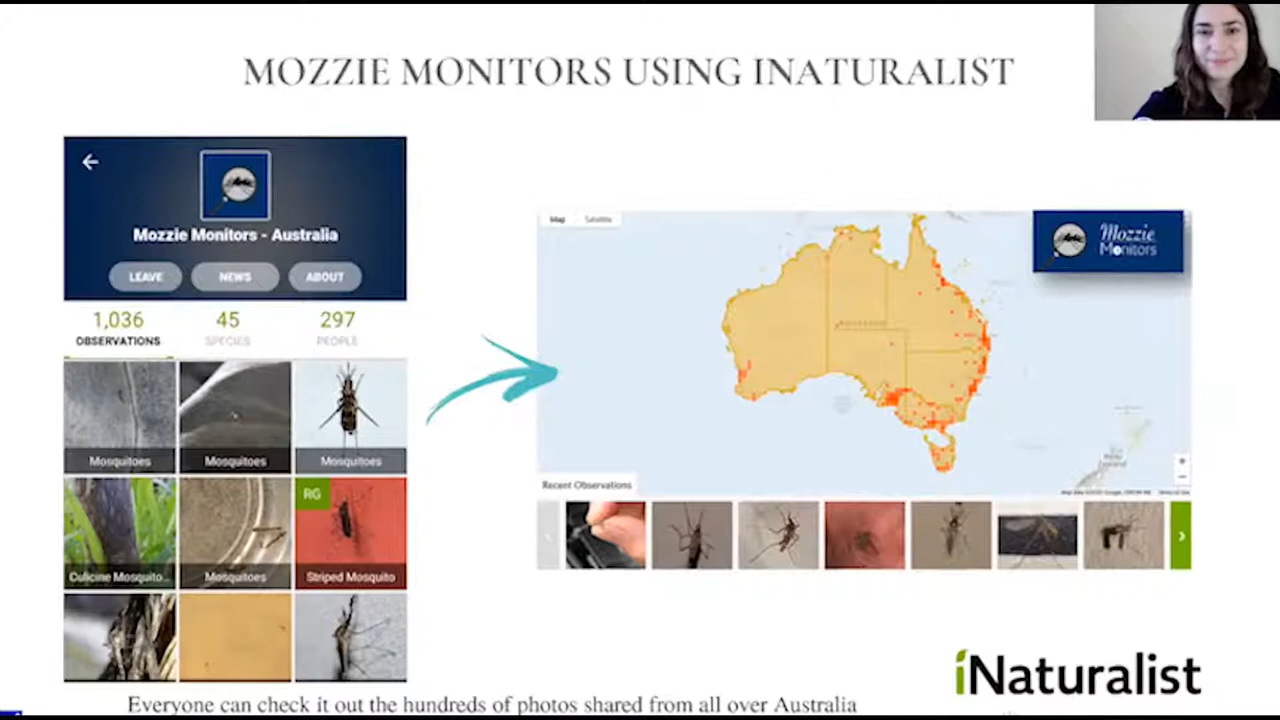 MOZZIE MONITORS USING INATURALIST
Mozzie Monitors - Australia
LEAVE NEWS ABOUT
1,036 45 297
OBSERVATIONS SPECIES PEOPLE
Mosquitoes Mosquitoes Mosquitoes
RG
Culicine Mosquito... Mosquitoes Striped Mosquito
Map Satellite
Mozzie
Monitors
Recent Observations
iNaturalist
Everyone can check it out the hundreds of photos shared from all over Australia